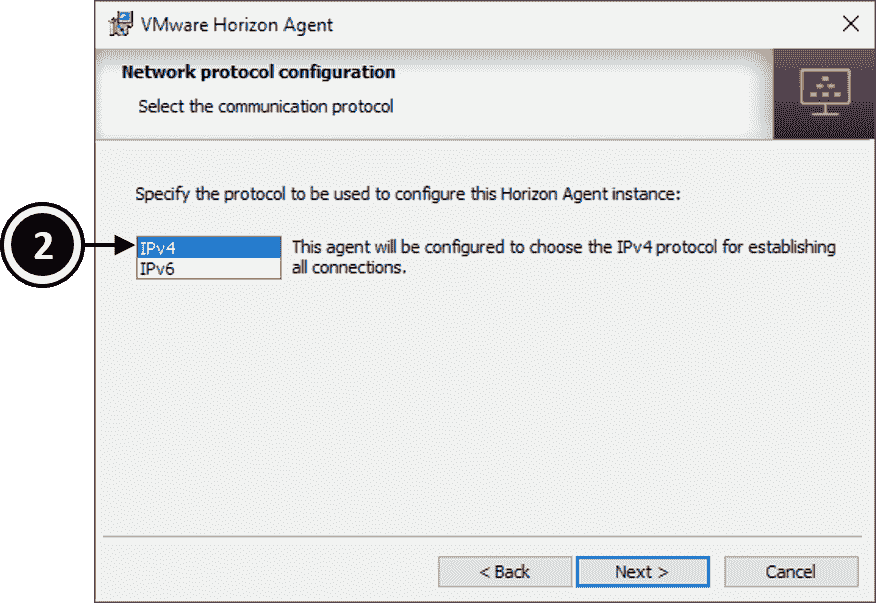 VMware Horizon Agent
Network protocol configuration
Select the communication protocol
Specify the protocol to be used to configure this Horizon Agent instance:
2
IPv4
IPv6
This agent will be configured to choose the IPv4 protocol for establishing
all connections.
< Back
Next >
Cancel